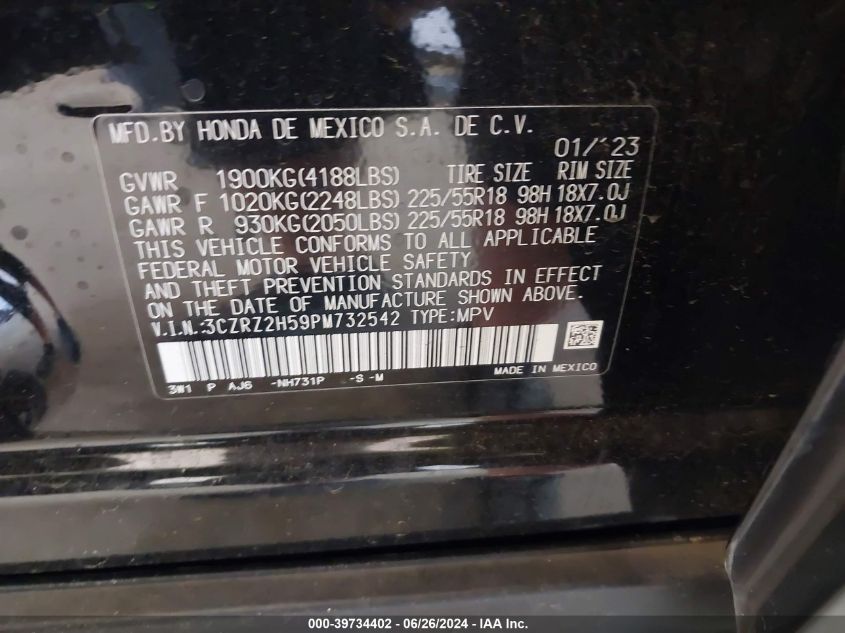 MFD.BY HONDA DE MEXICO S.A. DE C.V.
01/'23
GVWR 1900KG(4188LBS) TIRE SIZE RIM SIZE
GAWR F 1020KG(2248LBS) 225/55R18 98H 18X7.0J
GAWR R 930KG(2050LBS) 225/55R18 98H 18X7.0J
THIS VEHICLE CONFORMS TO ALL APPLICABLE
FEDERAL MOTOR VEHICLE SAFETY
AND THEFT PREVENTION STANDARDS IN EFFECT
ON THE DATE OF MANUFACTURE SHOWN ABOVE.
V.I.N.:3CZRZ2H59PM732542 TYPE:MPV
3W1 P AJ6 -NH731P -S -M MADE IN MEXICO
000-39734402 / 06/26/2024 / IAA Inc.